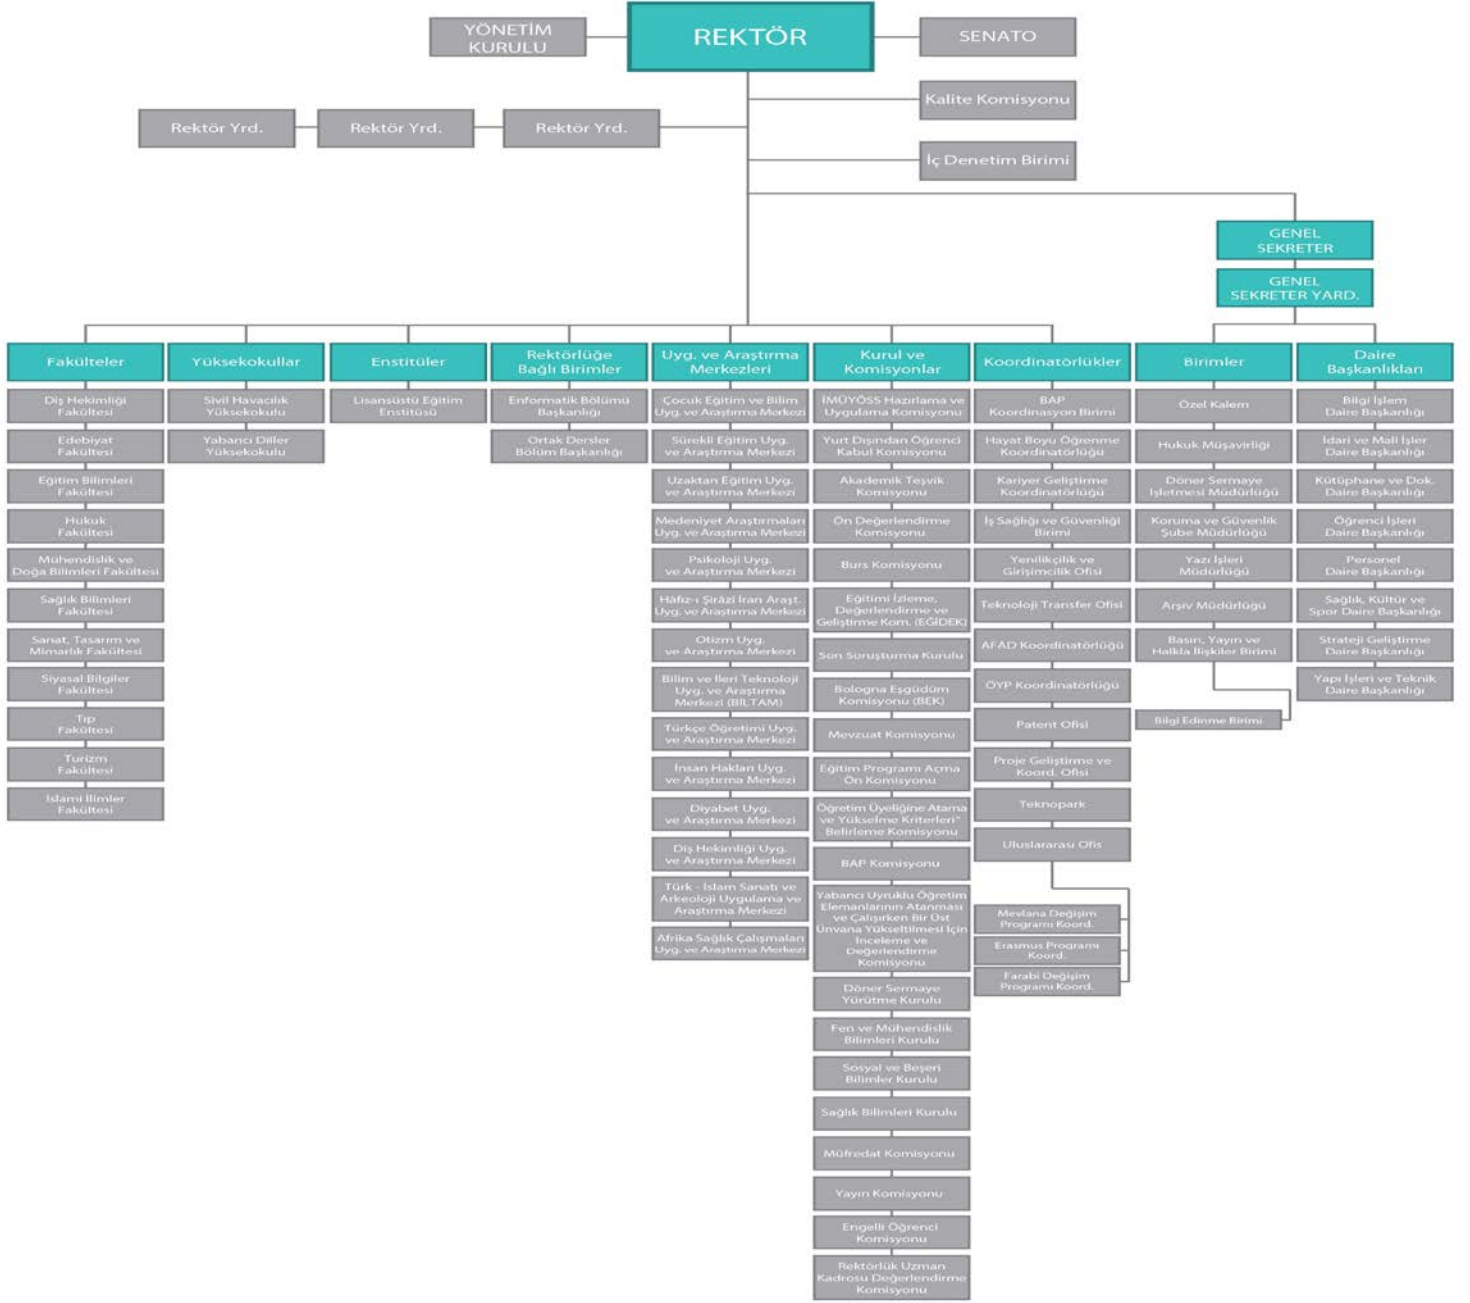 YÖNETİM
KURULU
REKTÖR
SENATO
Kalite Komisyonu
Rektör Yrd.
Rektör Yrd.
Rektör Yrd.
İç Denetim Birimi
GENEL
SEKRETER
GENEL
SEKRETER YARD.
Fakülteler
Diş Hekimliği
Fakültesi
Edebiyat
Fakültesi
Eğitim Bilimleri
Fakültesi
Hukuk
Fakültesi
Mühendislik ve
Doğa Bilimleri Fakültesi
Sağlık Bilimleri
Fakültesi
Sanat, Tasarım ve
Mimarlık Fakültesi
Siyasal Bilgiler
Fakültesi
Tıp
Fakültesi
Turizm
Fakültesi
İslami İlimler
Fakültesi
Yüksekokullar
Sivil Havacılık
Yüksekokulu
Yabancı Diller
Yüksekokulu
Enstitüler
Lisansüstü Eğitim
Enstitüsü
Rektörlüğe
Bağlı Birimler
Enformatik Bölümü
Başkanlığı
Ortak Dersler
Bölüm Başkanlığı
Uyg. ve Araştırma
Merkezleri
Çocuk Eğitim ve Bilim
Uyg. ve Araştırma Merkezi
Sürekli Eğitim Uyg.
ve Araştırma Merkezi
Uzaktan Eğitim Uyg.
ve Araştırma Merkezi
Medeniyet Araştırmaları
Uyg. ve Araştırma Merkezi
Psikoloji Uyg.
ve Araştırma Merkezi
Hâfız-ı Şirâzî İran Araşt.
Uyg. ve Araştırma Merkezi
Otizm Uyg.
ve Araştırma Merkezi
Bilim ve İleri Teknoloji
Uyg. ve Araştırma
Merkezi (BİLTAM)
Türkçe Öğretimi Uyg.
ve Araştırma Merkezi
İnsan Hakları Uyg.
ve Araştırma Merkezi
Diyabet Uyg.
ve Araştırma Merkezi
Diş Hekimliği Uyg.
ve Araştırma Merkezi
Türk - İslam Sanatı ve
Arkeoloji Uygulama ve
Araştırma Merkezi
Afrika Sağlık Çalışmaları
Uyg. ve Araştırma Merkezi
Kurul ve
Komisyonlar
İMÜYÖSS Hazırlama ve
Uygulama Komisyonu
Yurt Dışından Öğrenci
Kabul Komisyonu
Akademik Teşvik
Komisyonu
Ön Değerlendirme
Komisyonu
Burs Komisyonu
Eğitimi İzleme,
Değerlendirme ve
Geliştirme Kom. (EĞİDEK)
Son Soruşturma Kurulu
Bologna Eşgüdüm
Komisyonu (BEK)
Mevzuat Komisyonu
Eğitim Programı Açma
Ön Komisyonu
Öğretim Üyeliğine Atama
ve Yükselme Kriterleri"
Belirleme Komisyonu
BAP Komisyonu
Yabancı Uyruklu Öğretim
Elemanlarının Atanması
ve Çalışırken Bir Üst
Ünvana Yükseltilmesi İçin
İnceleme ve
Değerlendirme
Komisyonu
Döner Sermaye
Yürütme Kurulu
Fen ve Mühendislik
Bilimleri Kurulu
Sosyal ve Beşeri
Bilimler Kurulu
Sağlık Bilimleri Kurulu
Müfredat Komisyonu
Yayın Komisyonu
Engelli Öğrenci
Komisyonu
Rektörlük Uzman
Kadrosu Değerlendirme
Komisyonu
Koordinatörlükler
BAP
Koordinasyon Birimi
Hayat Boyu Öğrenme
Koordinatörlüğü
Kariyer Geliştirme
Koordinatörlüğü
İş Sağlığı ve Güvenliği
Birimi
Yenilikçilik ve
Girişimcilik Ofisi
Teknoloji Transfer Ofisi
AFAD Koordinatörlüğü
ÖYP Koordinatörlüğü
Patent Ofisi
Proje Geliştirme ve
Koord. Ofisi
Teknopark
Uluslararası Ofis
Mevlana Değişim
Programı Koord.
Erasmus Programı
Koord.
Farabi Değişim
Programı Koord.
Birimler
Özel Kalem
Hukuk Müşavirliği
Döner Sermaye
İşletmesi Müdürlüğü
Koruma ve Güvenlik
Şube Müdürlüğü
Yazı İşleri
Müdürlüğü
Arşiv Müdürlüğü
Basın, Yayın ve
Halkla İlişkiler Birimi
Bilgi Edinme Birimi
Daire
Başkanlıkları
Bilgi İşlem
Daire Başkanlığı
İdari ve Mali İşler
Daire Başkanlığı
Kütüphane ve Dok.
Daire Başkanlığı
Öğrenci İşleri
Daire Başkanlığı
Personel
Daire Başkanlığı
Sağlık, Kültür ve
Spor Daire Başkanlığı
Strateji Geliştirme
Daire Başkanlığı
Yapı İşleri ve Teknik
Daire Başkanlığı